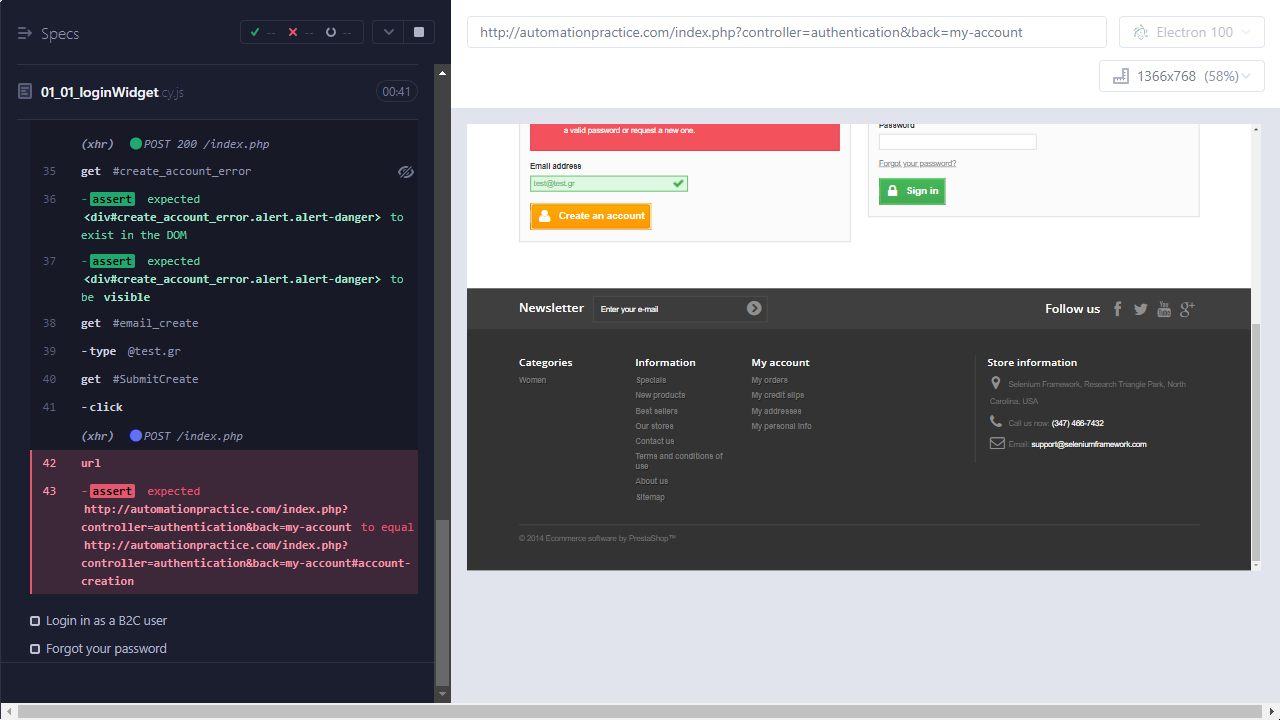 Specs
-- -- --
01_01_loginWidget.cy.js
00:41
(xhr) POST 200 /index.php
35 get #create_account_error
36 -assert expected
<div#create_account_error.alert.alert-danger> to
exist in the DOM
37 -assert expected
<div#create_account_error.alert.alert-danger> to
be visible
38 get #email_create
39 -type @test.gr
40 get #SubmitCreate
41 -click
(xhr) POST /index.php
42 url
43 -assert expected
http://automationpractice.com/index.php?
controller=authentication&back=my-account to equal
http://automationpractice.com/index.php?
controller=authentication&back=my-account#account-
creation
Login in as a B2C user
Forgot your password
http://automationpractice.com/index.php?controller=authentication&back=my-account
Electron 100
1366x768 (58%)
a valid password or request a new one.
Email address
test@test.gr
Create an account
Password
Forgot your password?
Sign in
Newsletter
Enter your e-mail
Follow us
You Tube
g+
Categories
Women
Information
Specials
New products
Best sellers
Our stores
Contact us
Terms and conditions of
use
About us
Sitemap
My account
My orders
My credit slips
My addresses
My personal info
Store information
Selenium Framework, Research Triangle Park, North
Carolina, USA
Call us now: (347) 466-7432
Email: support@seleniumframework.com
© 2014 Ecommerce software by PrestaShop™